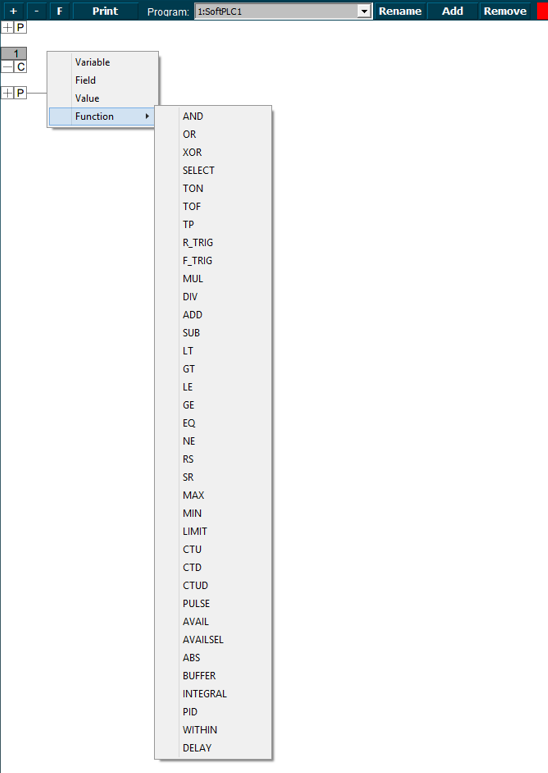 + - F Print Program: 1:SoftPLC1 Rename Add Remove
+ P
1
- C
+ P
Variable
Field
Value
Function
AND
OR
XOR
SELECT
TON
TOF
TP
R_TRIG
F_TRIG
MUL
DIV
ADD
SUB
LT
GT
LE
GE
EQ
NE
RS
SR
MAX
MIN
LIMIT
CTU
CTD
CTUD
PULSE
AVAIL
AVAILSEL
ABS
BUFFER
INTEGRAL
PID
WITHIN
DELAY